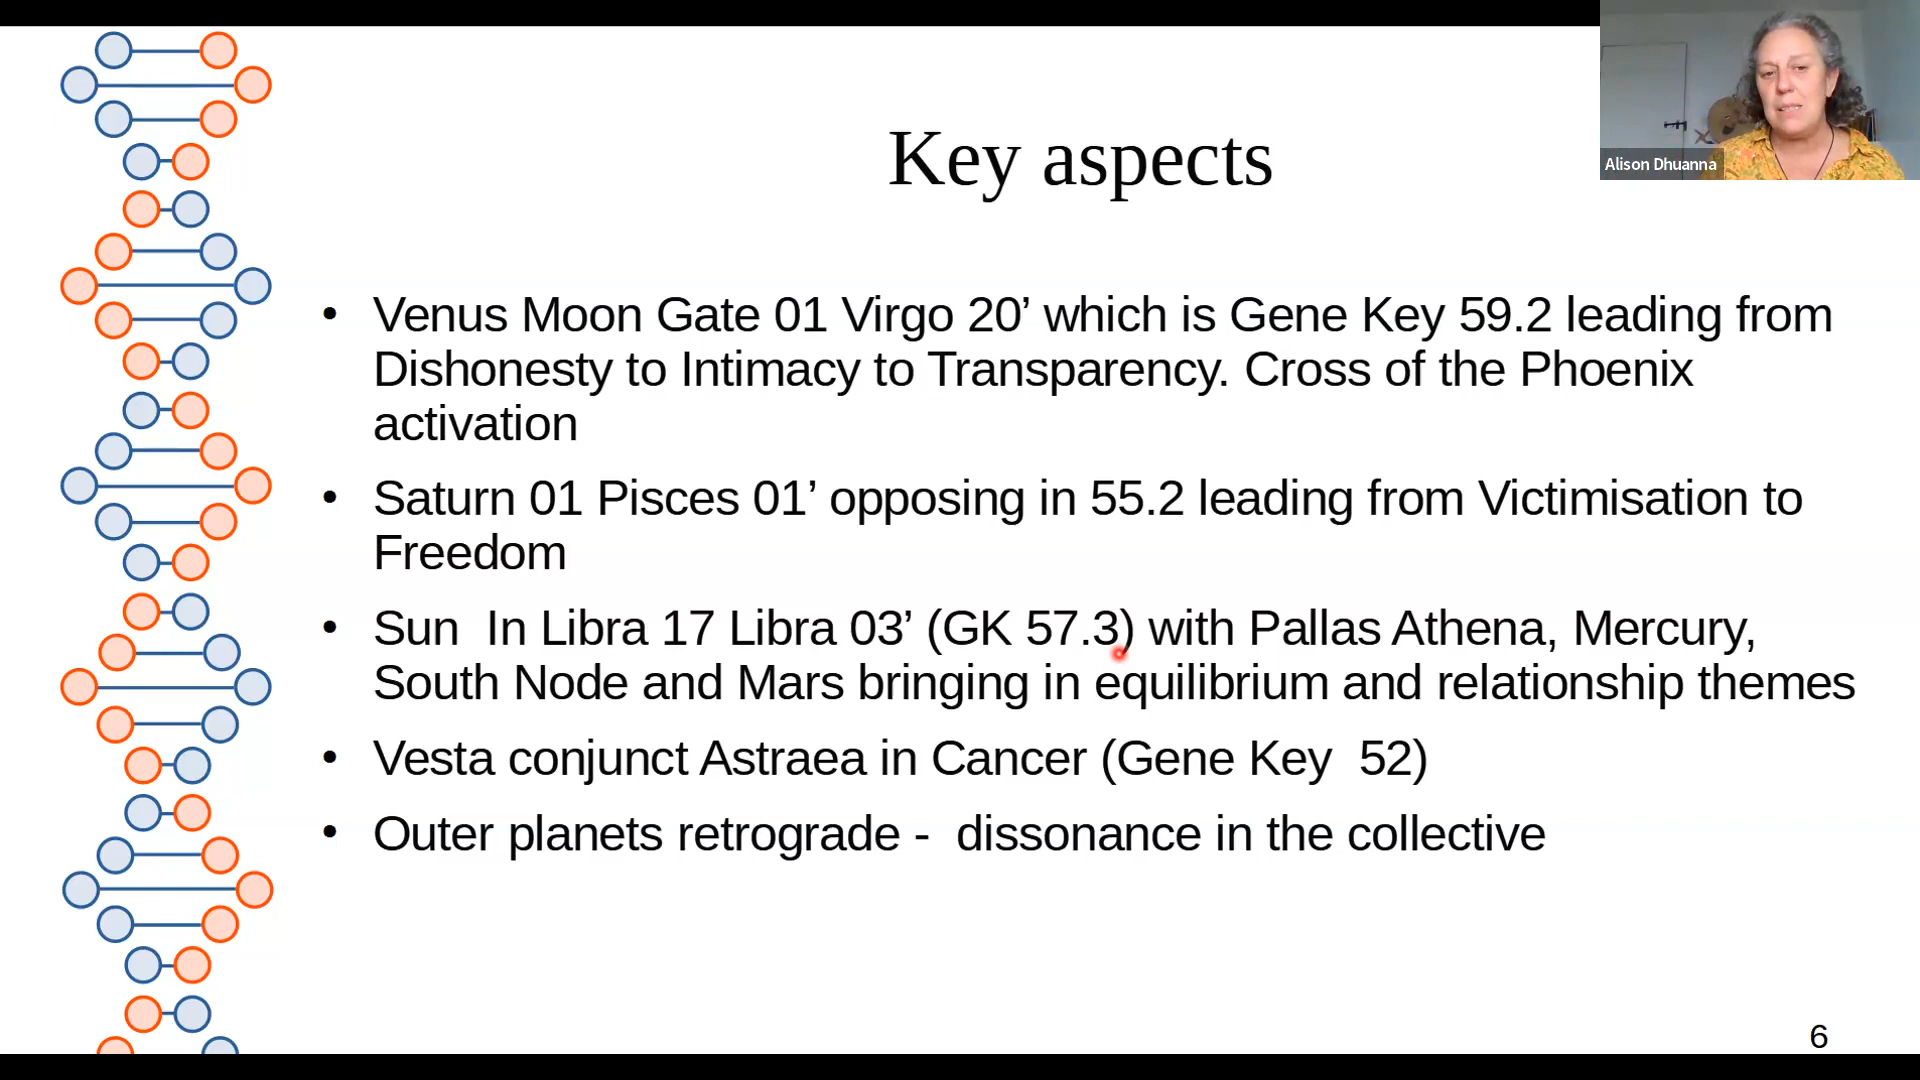 Alison Dhuanna
Key aspects
• Venus Moon Gate 01 Virgo 20’ which is Gene Key 59.2 leading from
Dishonesty to Intimacy to Transparency. Cross of the Phoenix
activation
• Saturn 01 Pisces 01’ opposing in 55.2 leading from Victimisation to
Freedom
• Sun  In Libra 17 Libra 03’ (GK 57.3) with Pallas Athena, Mercury,
South Node and Mars bringing in equilibrium and relationship themes
• Vesta conjunct Astraea in Cancer (Gene Key  52)
• Outer planets retrograde -  dissonance in the collective
6